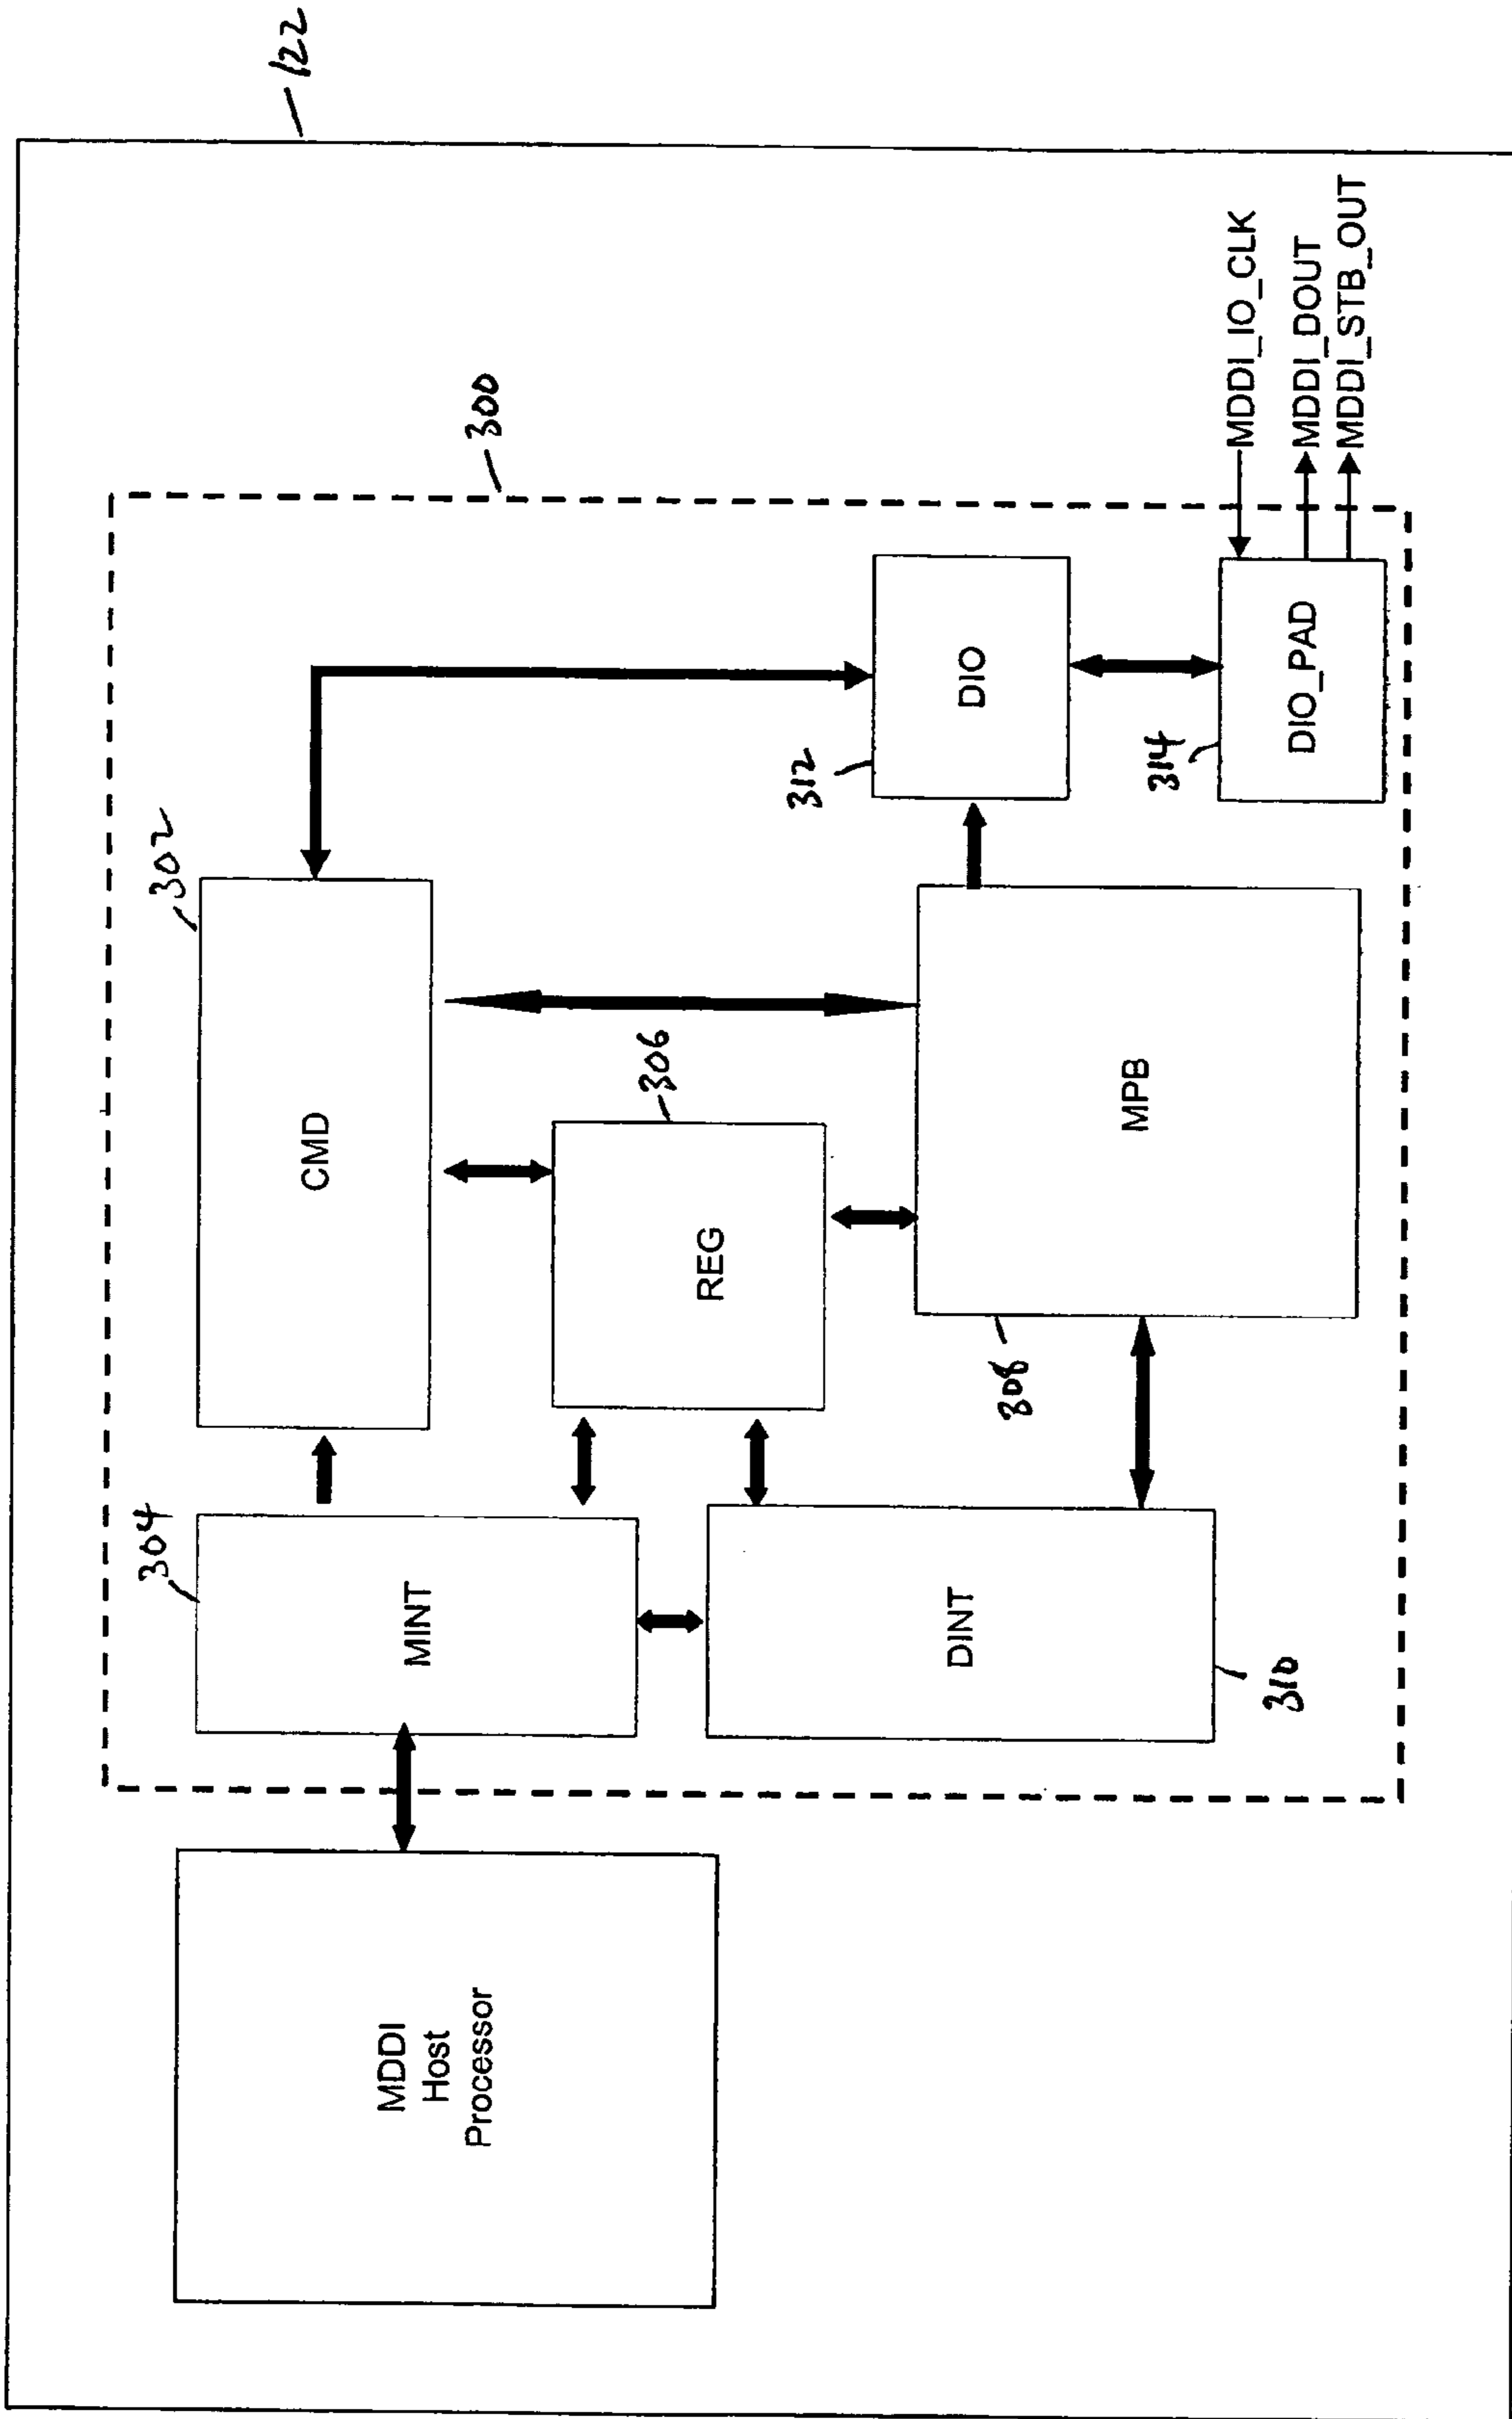 122
300
302
304
CMD
MINT
306
MDDI
Host
Processor
REG
312
DIO
308
MPB
DINT
310
314
DIO_PAD
MDDI_IO_CLK
MDDI_DOUT
MDDI_STB_OUT